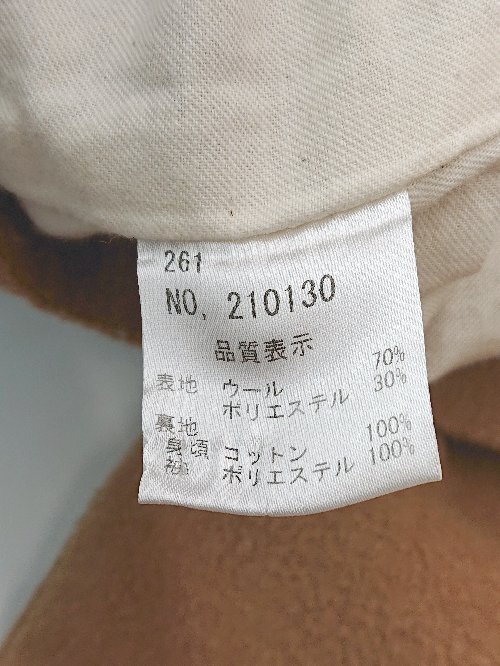 261
NO. 210130
品質表示
表地 ウール 70%
ポリエステル 30%
裏地
身頃 コットン 100%
袖 ポリエステル 100%